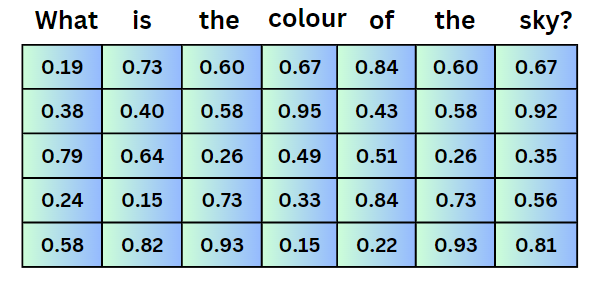 What is the colour of the sky?
0.19 0.73 0.60 0.67 0.84 0.60 0.67
0.38 0.40 0.58 0.95 0.43 0.58 0.92
0.79 0.64 0.26 0.49 0.51 0.26 0.35
0.24 0.15 0.73 0.33 0.84 0.73 0.56
0.58 0.82 0.93 0.15 0.22 0.93 0.81